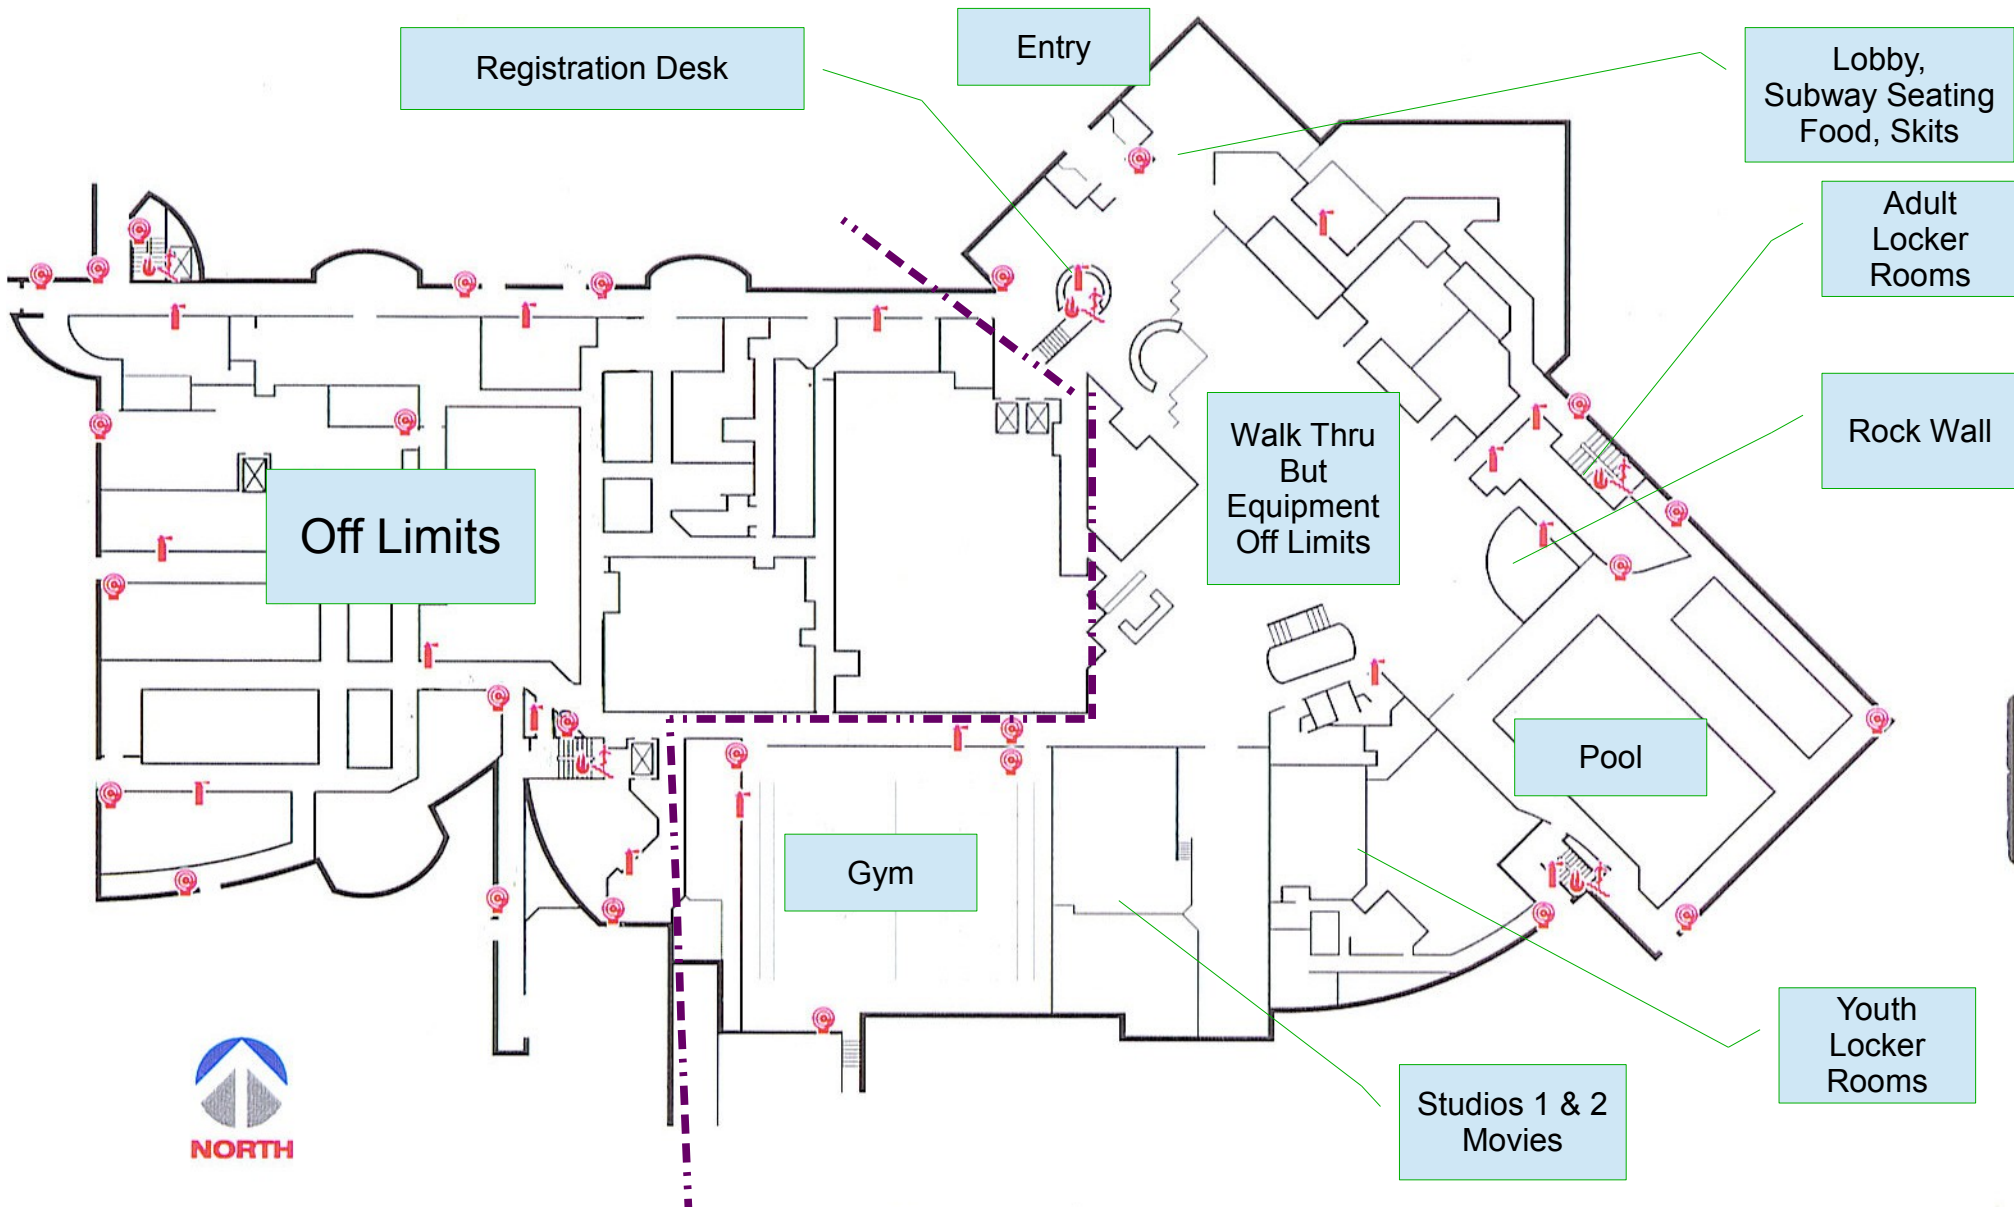 Registration Desk
Entry
Lobby,
Subway Seating
Food, Skits
Adult
Locker
Rooms
Rock Wall
Walk Thru
But
Equipment
Off Limits
Off Limits
Pool
Gym
Youth
Locker
Rooms
Studios 1 & 2
Movies
NORTH